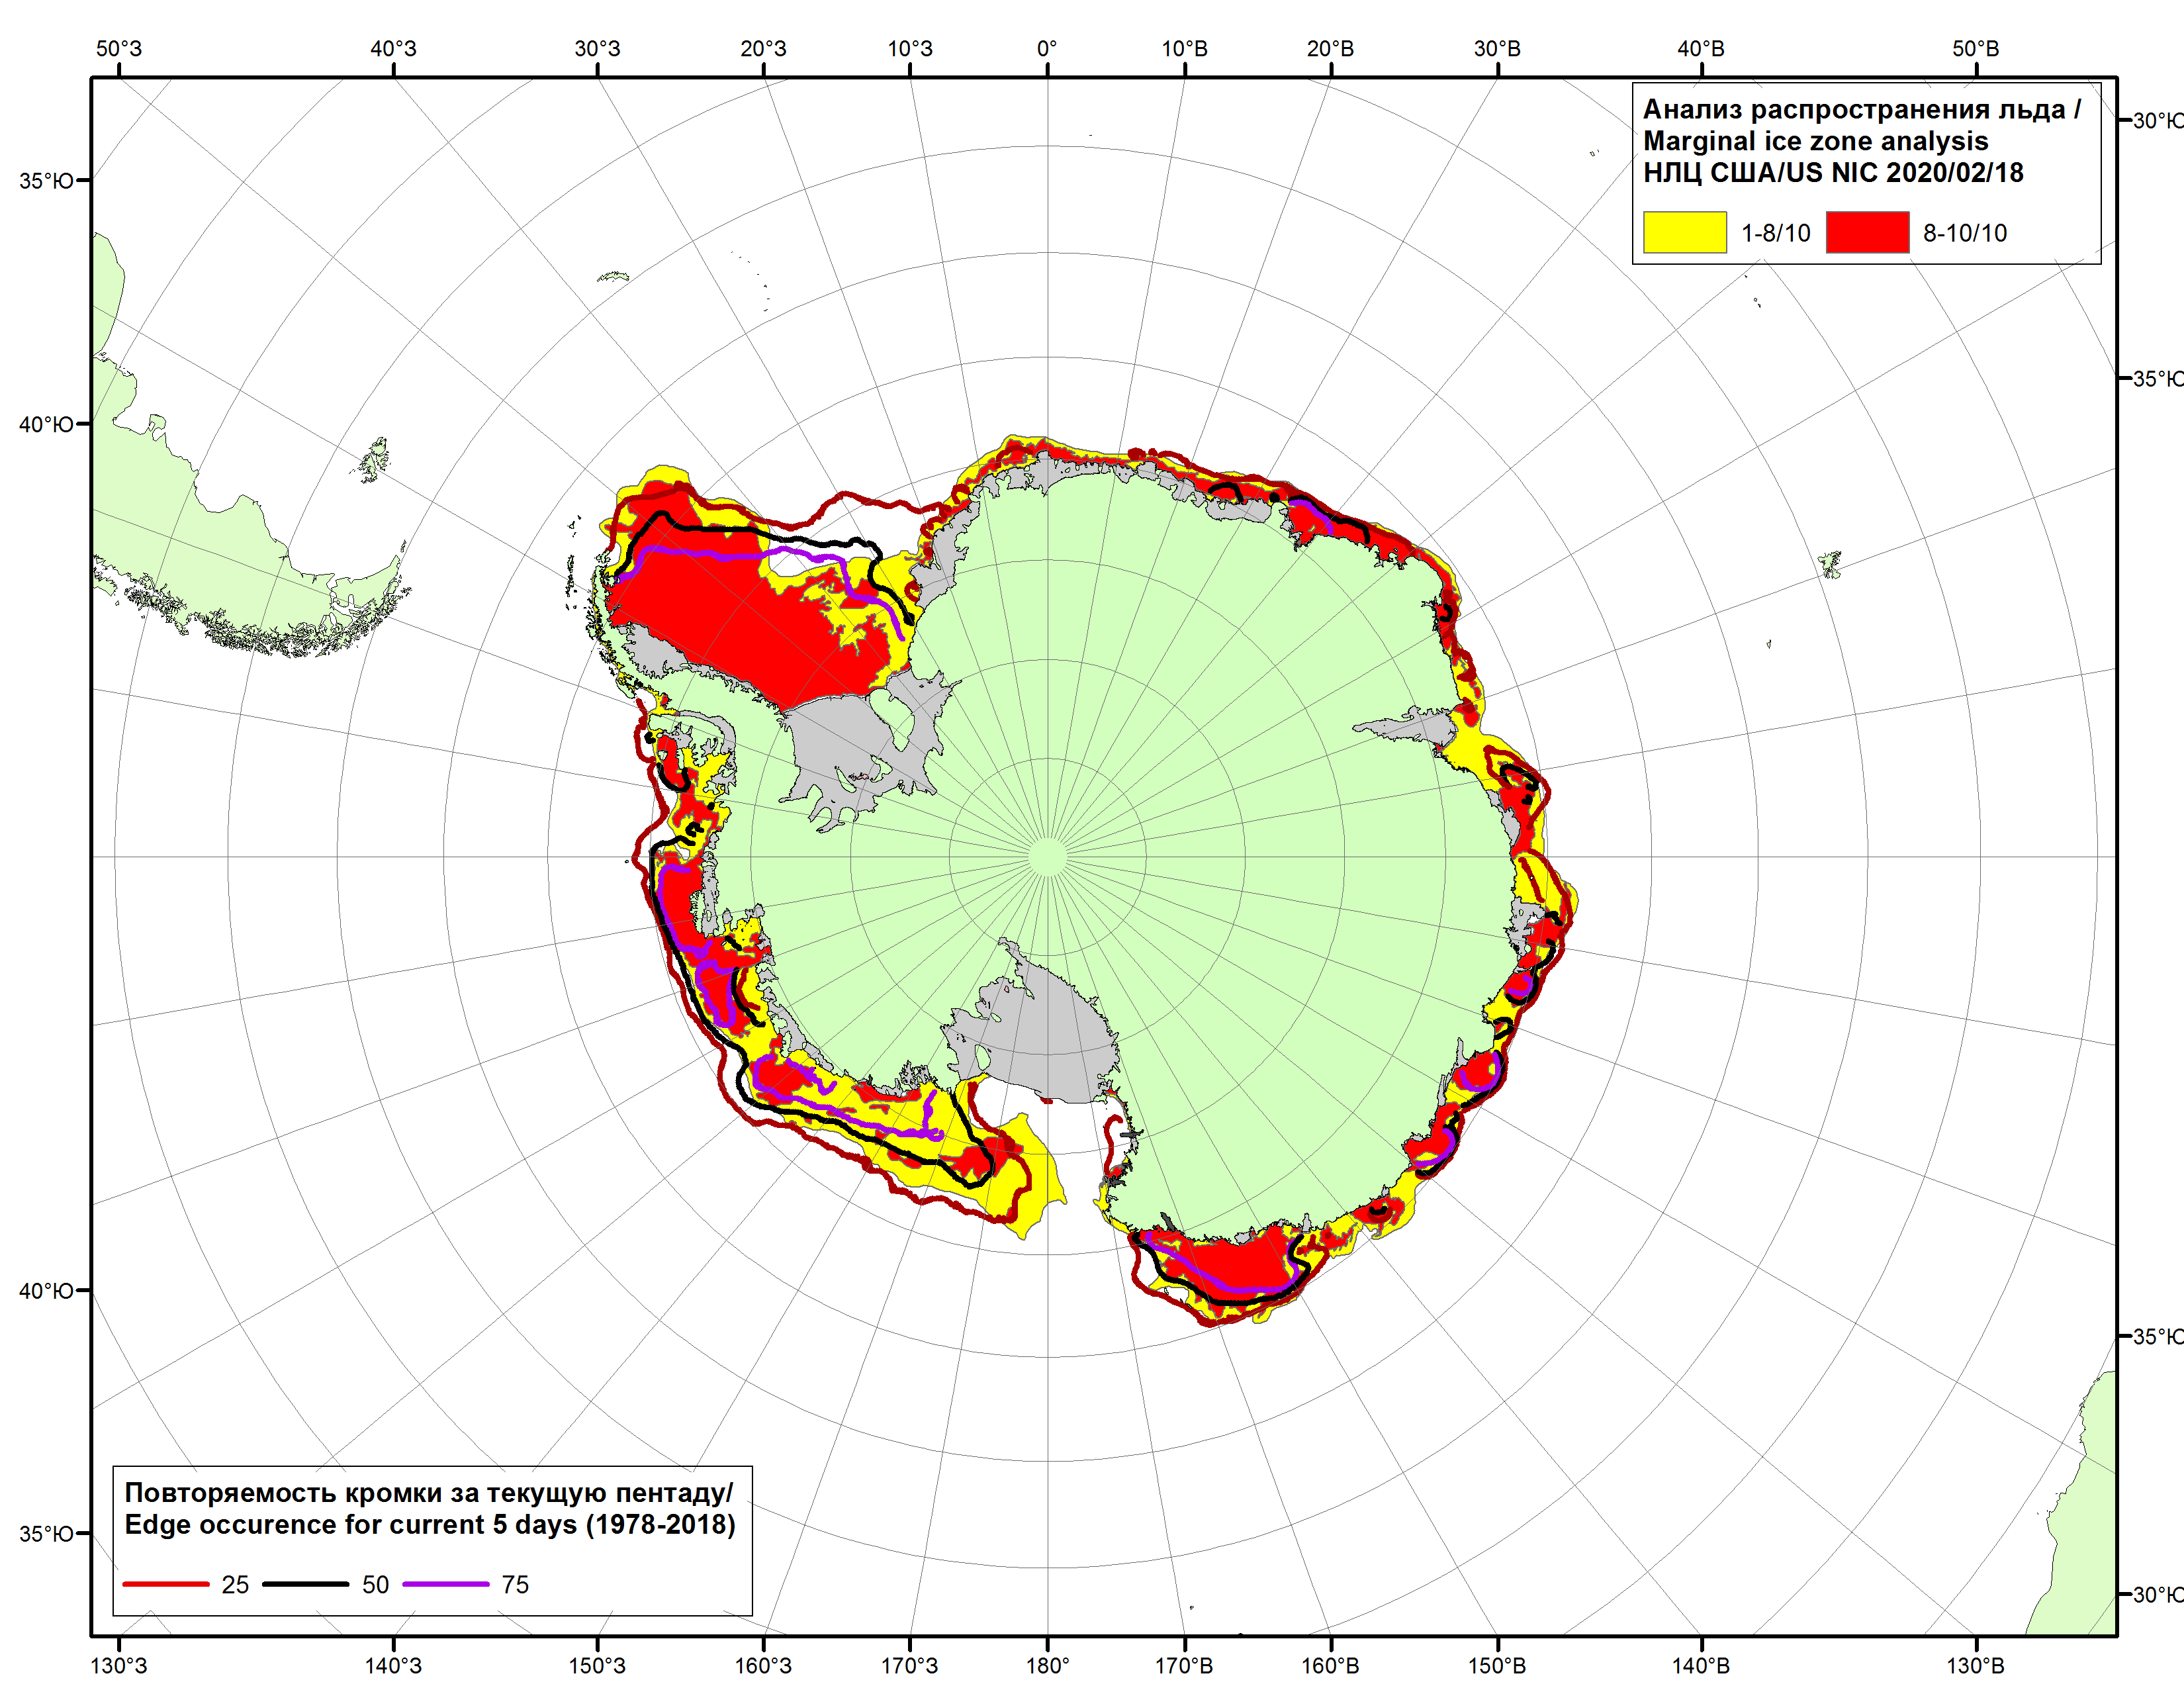 50°З 40°З 30°З 20°З 10°З 0° 10°В 20°В 30°В 40°В 50°В
Анализ распространения льда /
Marginal ice zone analysis
НЛЦ США/US NIC 2020/02/18
1-8/10 8-10/10
30°Ю
35°Ю
35°Ю
40°Ю
40°Ю
35°Ю
35°Ю
30°Ю
Повторяемость кромки за текущую пентаду/
Edge occurence for current 5 days (1978-2018)
25 50 75
130°З 140°З 150°З 160°З 170°З 180° 170°В 160°В 150°В 140°В 130°В